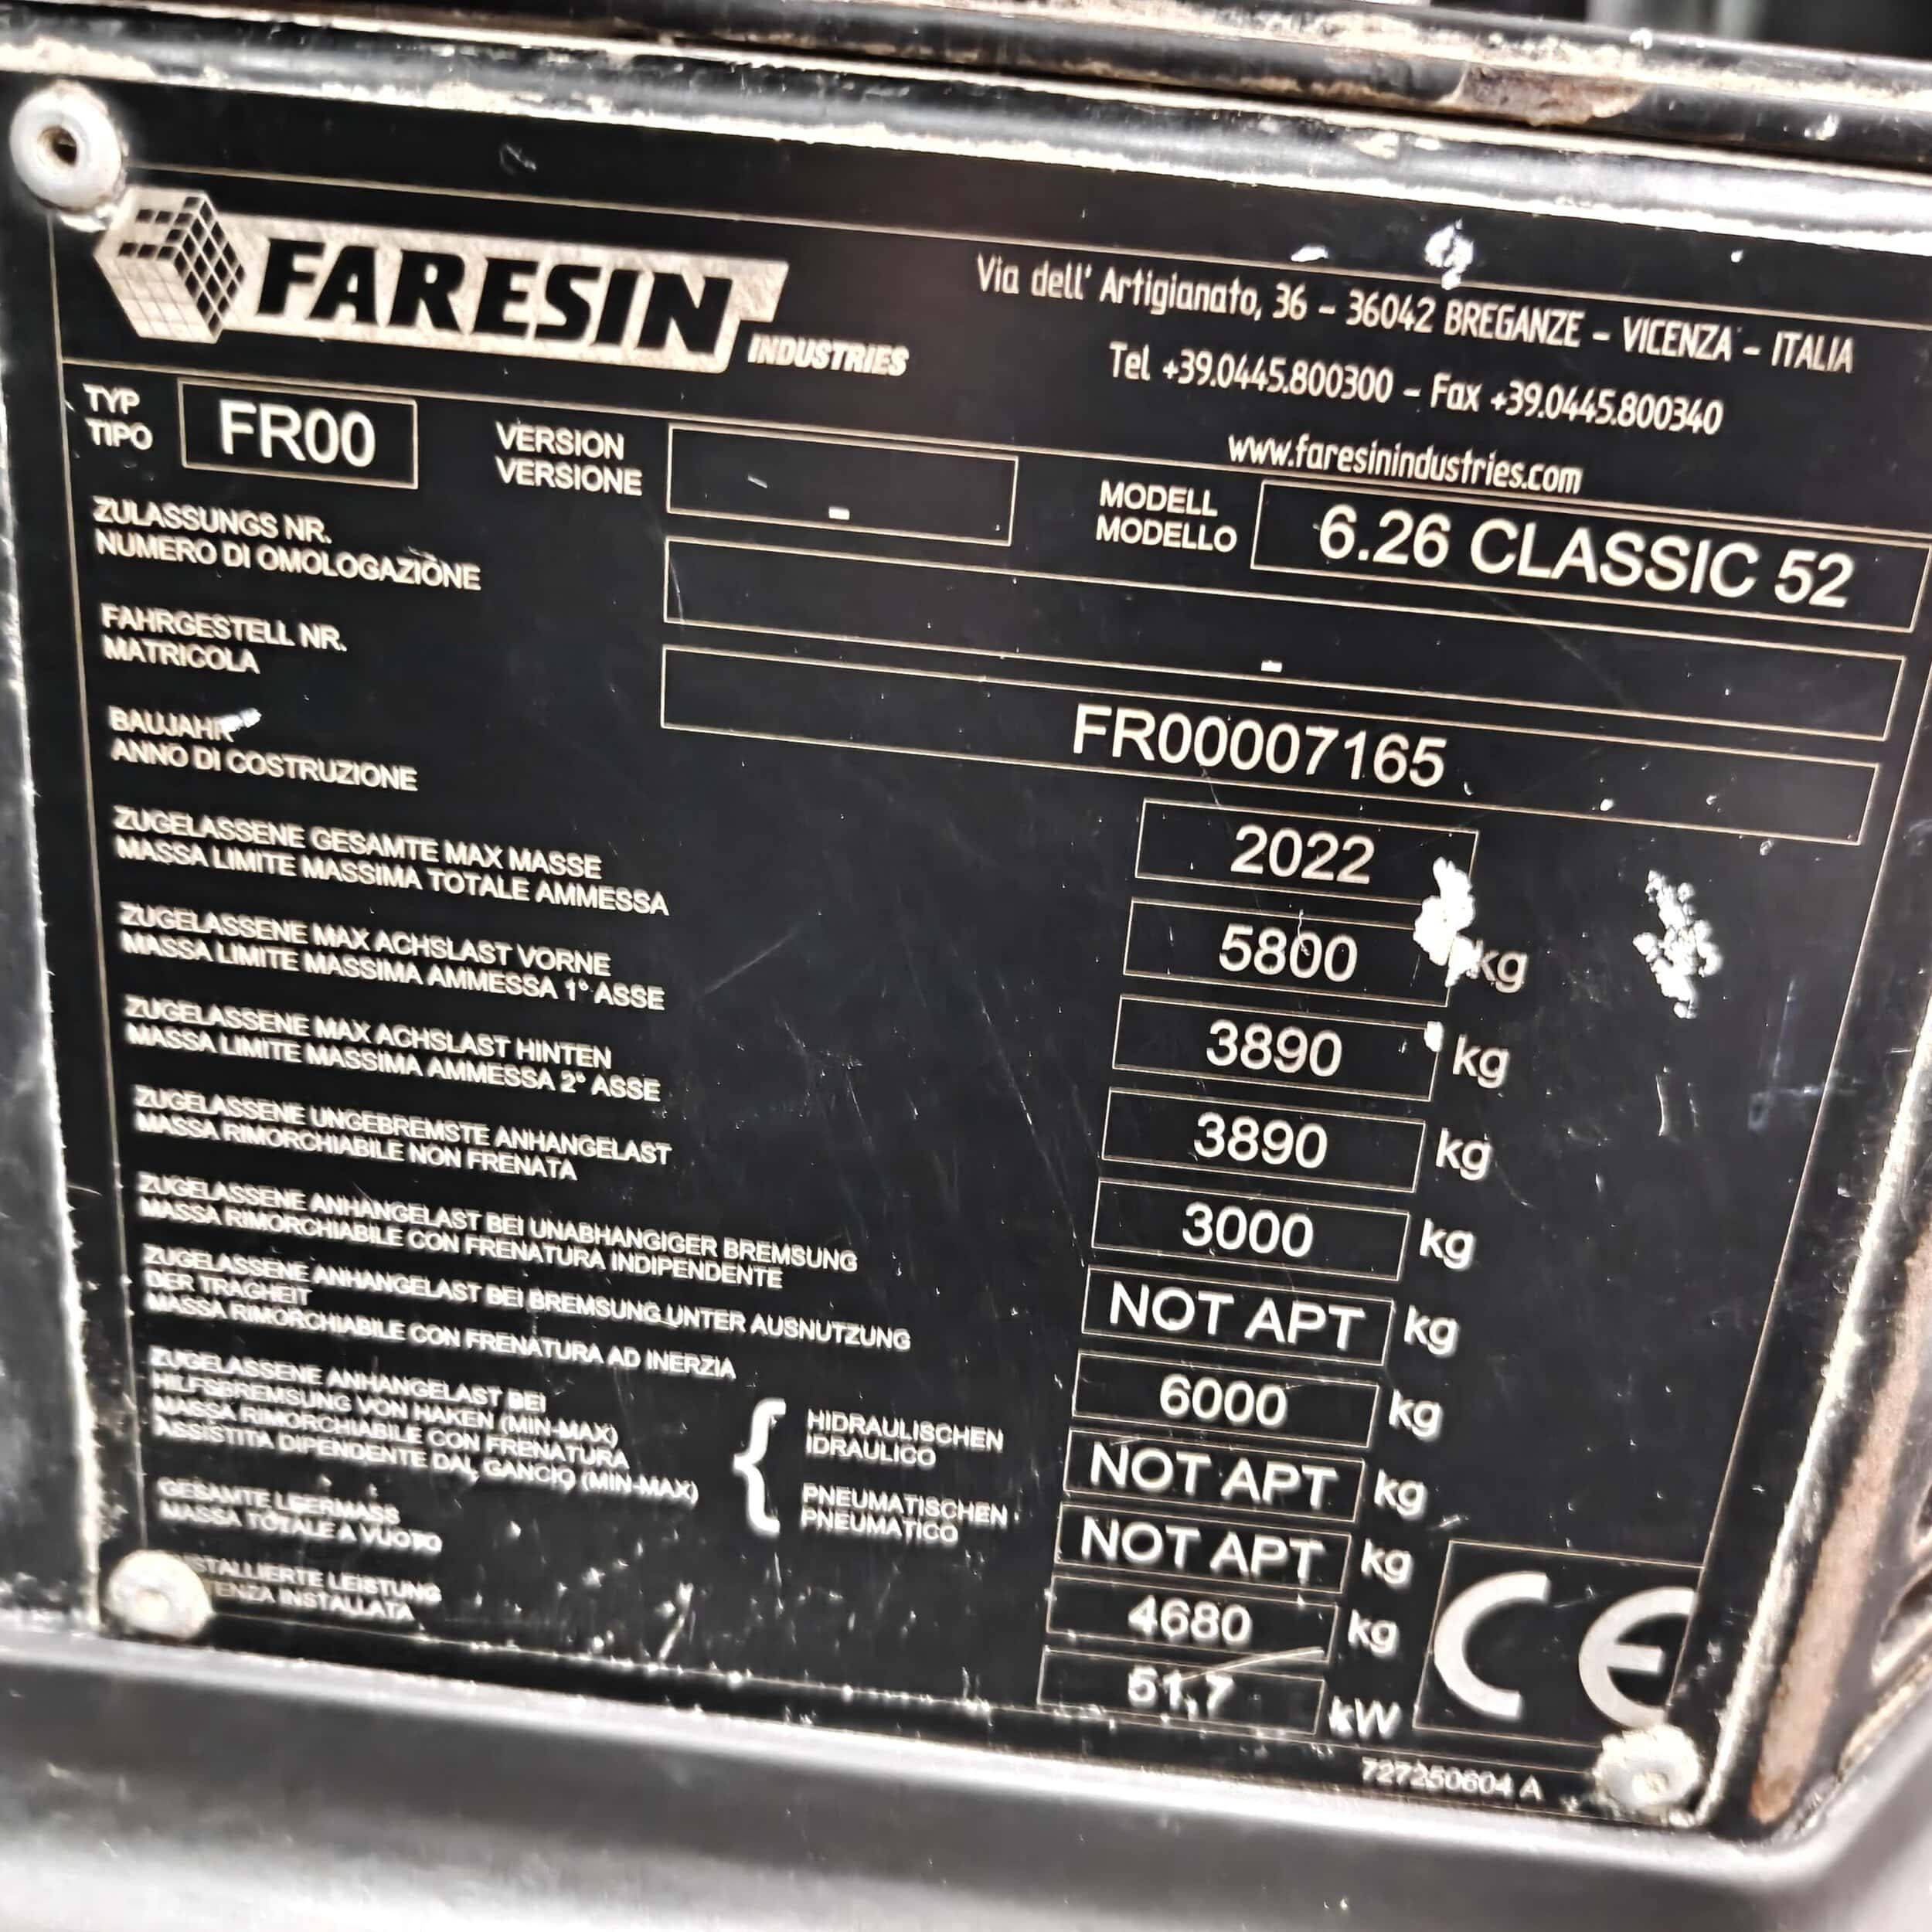 FARESIN
INDUSTRIES
Via dell' Artigianato, 36 - 36042 BREGANZE - VICENZA - ITALIA
Tel +39.0445.800300 - Fax +39.0445.800340
www.faresinindustries.com
TYP
TIPO
FR00
VERSION
VERSIONE
-
MODELL
MODELLO
6.26 CLASSIC 52
ZULASSUNGS NR.
NUMERO DI OMOLOGAZIONE
-
FAHRGESTELL NR.
MATRICOLA
FR00007165
BAUJAHR
ANNO DI COSTRUZIONE
2022
ZUGELASSENE GESAMTE MAX MASSE
MASSA LIMITE MASSIMA TOTALE AMMESSA
5800 kg
ZUGELASSENE MAX ACHSLAST VORNE
MASSA LIMITE MASSIMA AMMESSA 1° ASSE
3890 kg
ZUGELASSENE MAX ACHSLAST HINTEN
MASSA LIMITE MASSIMA AMMESSA 2° ASSE
3890 kg
ZUGELASSENE UNGEBREMSTE ANHANGELAST
MASSA RIMORCHIABILE NON FRENATA
3000 kg
ZUGELASSENE ANHANGELAST BEI UNABHANGIGER BREMSUNG
MASSA RIMORCHIABILE CON FRENATURA INDIPENDENTE
NOT APT kg
ZUGELASSENE ANHANGELAST BEI BREMSUNG UNTER AUSNUTZUNG
DER TRAGHEIT
MASSA RIMORCHIABILE CON FRENATURA AD INERZIA
6000 kg
ZUGELASSENE ANHANGELAST BEI
HILFSBREMSUNG VON HAKEN (MIN-MAX)
MASSA RIMORCHIABILE CON FRENATURA
ASSISTITA DIPENDENTE DAL GANCIO (MIN-MAX)
HIDRAULISCHEN
IDRAULICO
NOT APT kg
PNEUMATISCHEN
PNEUMATICO
NOT APT kg
GESAMTE LEERMASS
MASSA TOTALE A VUOTO
4680 kg
STALLIERTE LEISTUNG
TENZA INSTALLATA
51,7 kW
CE
727250604 A